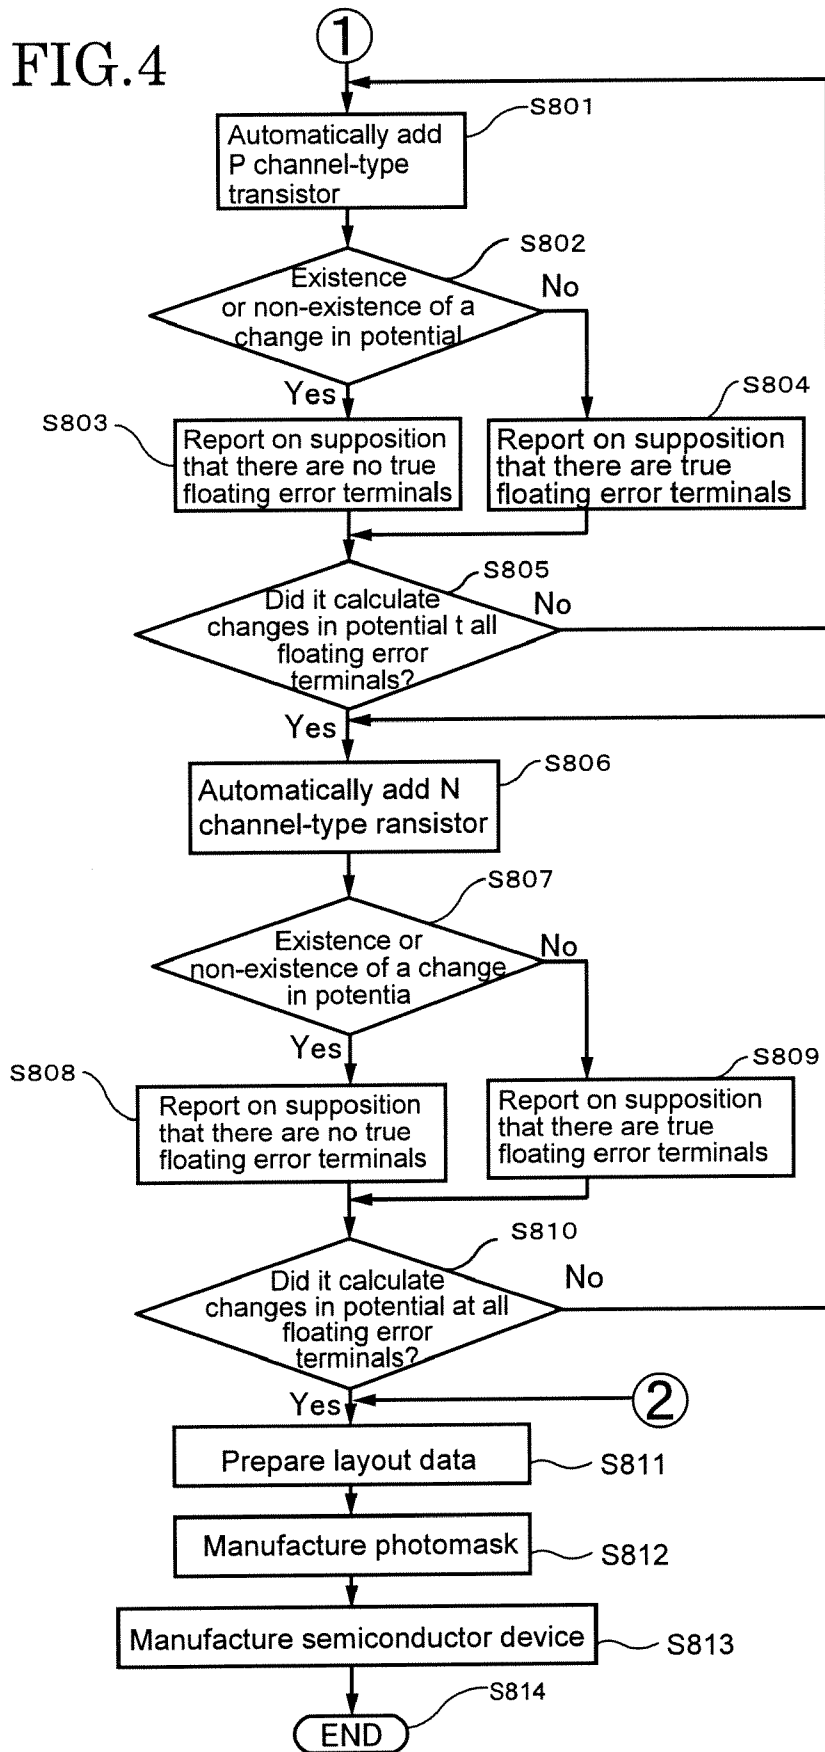 FIG.4
1
S801
Automatically add
P channel-type
transistor
S802
Existence
or non-existence of a
change in potential
No
Yes
S803
Report on supposition
that there are no true
floating error terminals
S804
Report on supposition
that there are true
floating error terminals
S805
Did it calculate
changes in potential t all
floating error
terminals?
No
Yes
S806
Automatically add N
channel-type ransistor
S807
Existence or
non-existence of a change
in potentia
No
Yes
S808
Report on supposition
that there are no true
floating error terminals
S809
Report on supposition
that there are true
floating error terminals
S810
Did it calculate
changes in potential at all
floating error
terminals?
No
Yes
2
Prepare layout data
S811
Manufacture photomask
S812
Manufacture semiconductor device
S813
S814
END